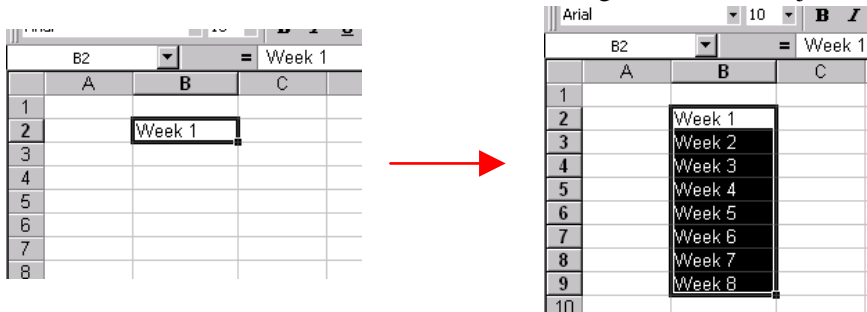 B2 = Week 1
A B C
1
2 Week 1
3
4
5
6
7
8
Arial 10 B I
B2 = Week 1
A B C
1
2 Week 1
3 Week 2
4 Week 3
5 Week 4
6 Week 5
7 Week 6
8 Week 7
9 Week 8
10